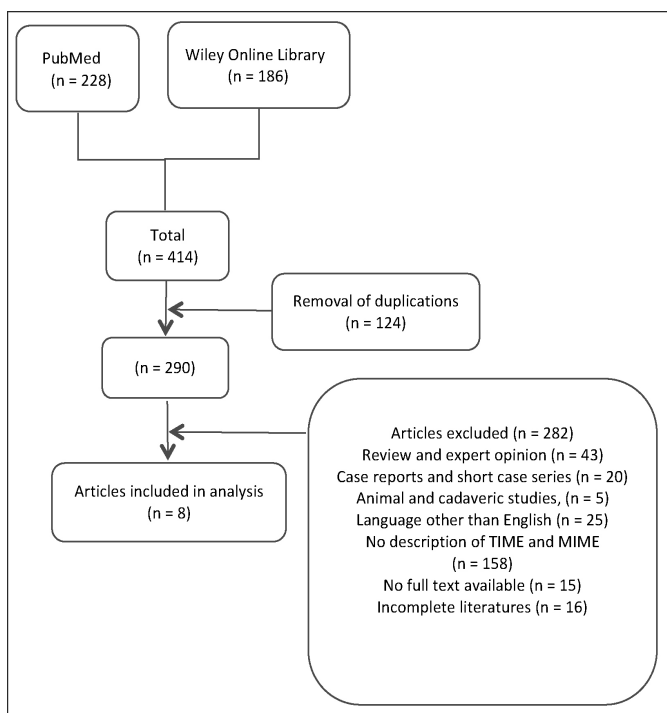 PubMed
(n = 228)
Wiley Online Library
(n = 186)
Total
(n = 414)
Removal of duplications
(n = 124)
(n = 290)
Articles excluded (n = 282)
Review and expert opinion (n = 43)
Case reports and short case series (n = 20)
Animal and cadaveric studies, (n = 5)
Language other than English (n = 25)
No description of TIME and MIME
(n = 158)
No full text available (n = 15)
Incomplete literatures (n = 16)
Articles included in analysis
(n = 8)